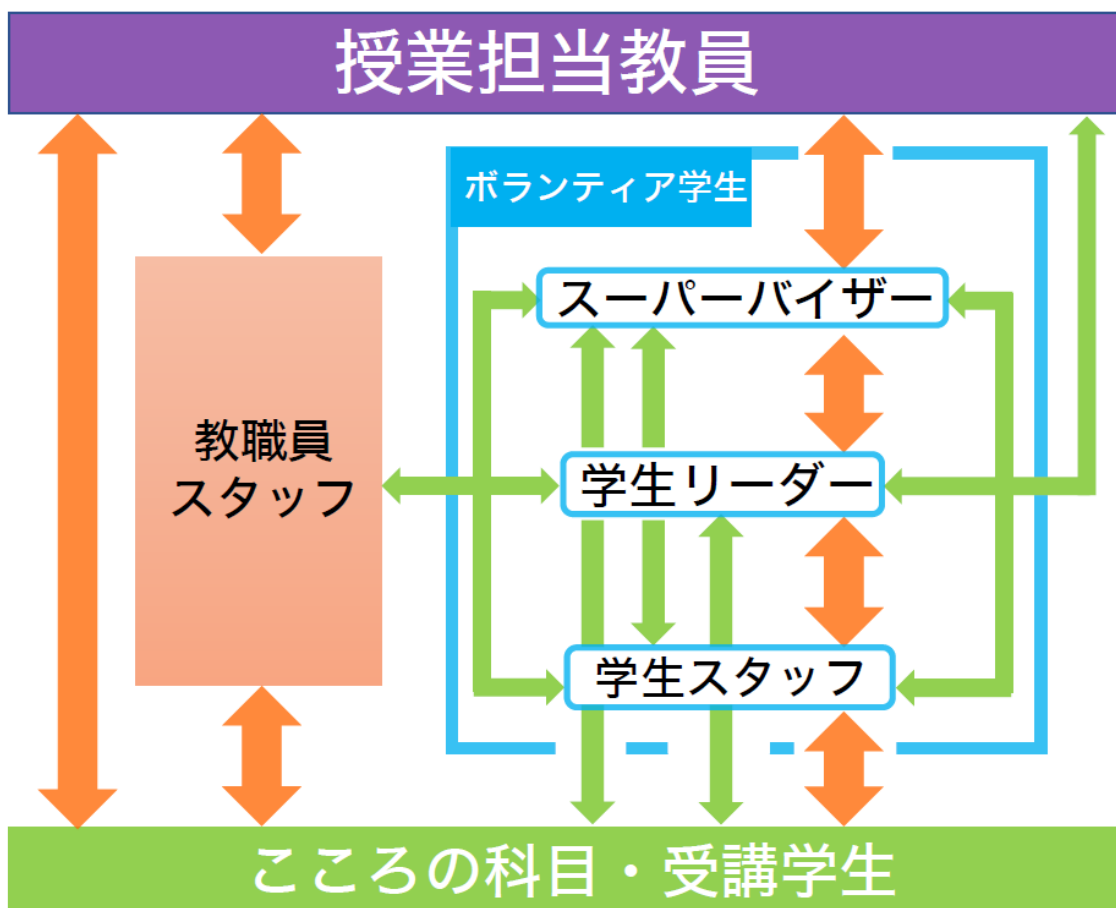 授業担当教員
ボランティア学生
スーパーバイザー
教職員
スタッフ
学生リーダー
学生スタッフ
こころの科目・受講学生